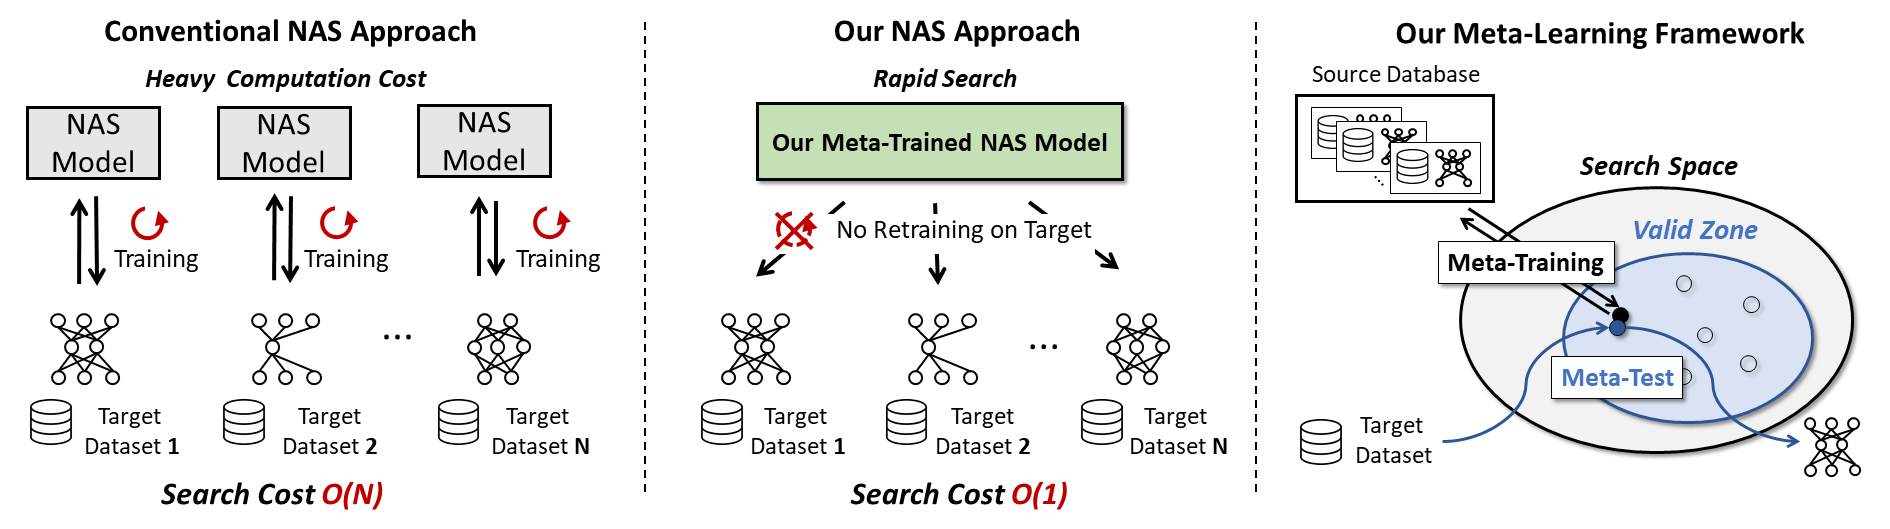 Conventional NAS Approach
Heavy Computation Cost
NAS
Model
NAS
Model
NAS
Model
Training
Training
Training
...
Target
Dataset 1
Target
Dataset 2
Target
Dataset N
Search Cost O(N)
Our NAS Approach
Rapid Search
Our Meta-Trained NAS Model
No Retraining on Target
...
Target
Dataset 1
Target
Dataset 2
Target
Dataset N
Search Cost O(1)
Our Meta-Learning Framework
Source Database
...
Search Space
Valid Zone
Meta-Training
Meta-Test
Target
Dataset